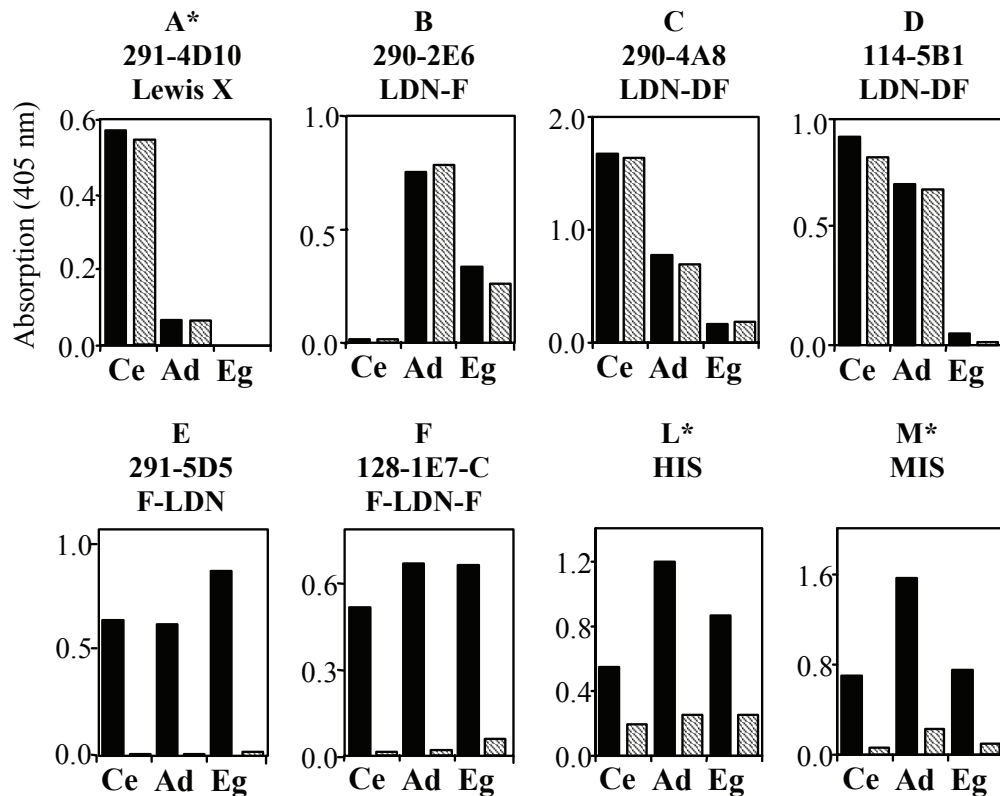 A*
291-4D10
Lewis X
B
290-2E6
LDN-F
C
290-4A8
LDN-DF
D
114-5B1
LDN-DF
Absorption (405 nm)
0.6
0.4
0.2
0.0
Ce Ad Eg
1.0
0.5
0.0
Ce Ad Eg
2.0
1.0
0.0
Ce Ad Eg
1.0
0.5
0.0
Ce Ad Eg
E
291-5D5
F-LDN
F
128-1E7-C
F-LDN-F
L*
HIS
M*
MIS
1.0
0.5
0.0
Ce Ad Eg
0.6
0.3
0.0
Ce Ad Eg
1.2
0.8
0.4
0.0
Ce Ad Eg
1.6
0.8
0.0
Ce Ad Eg